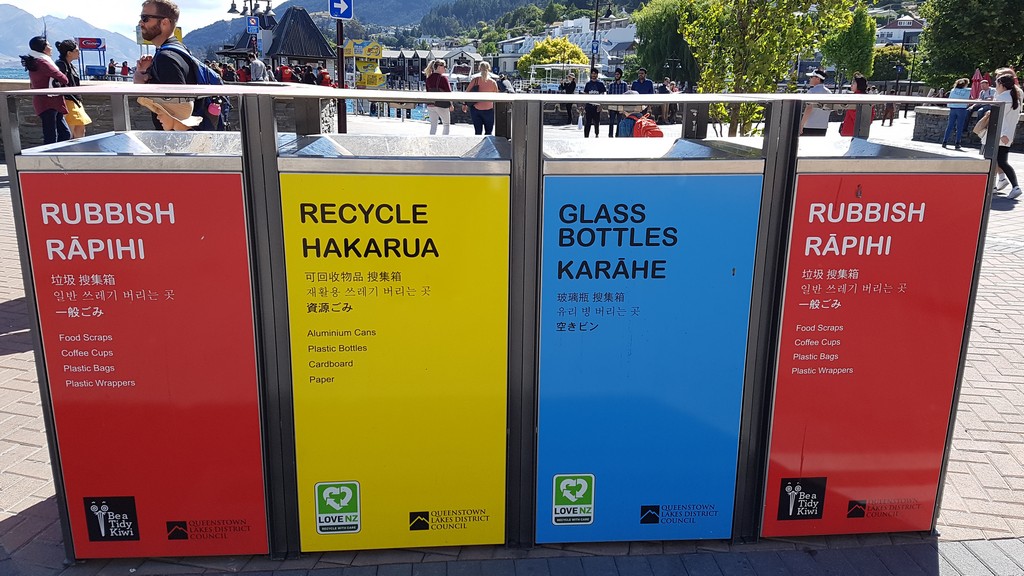 RUBBISH
RĀPIHI
垃圾 搜集箱
일반 쓰레기 버리는 곳
一般ごみ
Food Scraps
Coffee Cups
Plastic Bags
Plastic Wrappers
Be a
Tidy
Kiwi
QUEENSTOWN
LAKES DISTRICT
COUNCIL
RECYCLE
HAKARUA
可回收物品 搜集箱
재활용 쓰레기 버리는 곳
資源ごみ
Aluminium Cans
Plastic Bottles
Cardboard
Paper
LOVE NZ
RECYCLE WITH CARE
QUEENSTOWN
LAKES DISTRICT
COUNCIL
GLASS
BOTTLES
KARĀHE
玻璃瓶 搜集箱
유리 병 버리는 곳
空きビン
LOVE NZ
RECYCLE WITH CARE
QUEENSTOWN
LAKES DISTRICT
COUNCIL
RUBBISH
RĀPIHI
垃圾 搜集箱
일반 쓰레기 버리는 곳
一般ごみ
Food Scraps
Coffee Cups
Plastic Bags
Plastic Wrappers
Be a
Tidy
Kiwi
QUEENSTOWN
LAKES DISTRICT
COUNCIL